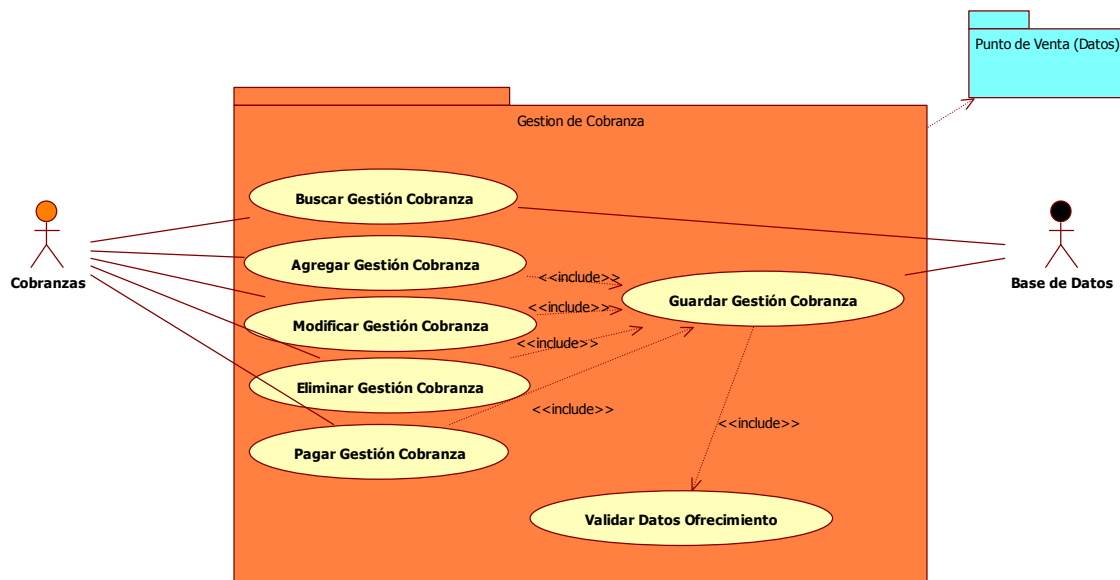 Punto de Venta (Datos)
Gestion de Cobranza
Buscar Gestión Cobranza
Agregar Gestión Cobranza
<<include>>
Cobranzas
Base de Datos
Guardar Gestión Cobranza
<<include>>
Modificar Gestión Cobranza
<<include>>
Eliminar Gestión Cobranza
<<include>>
<<include>>
Pagar Gestión Cobranza
Validar Datos Ofrecimiento